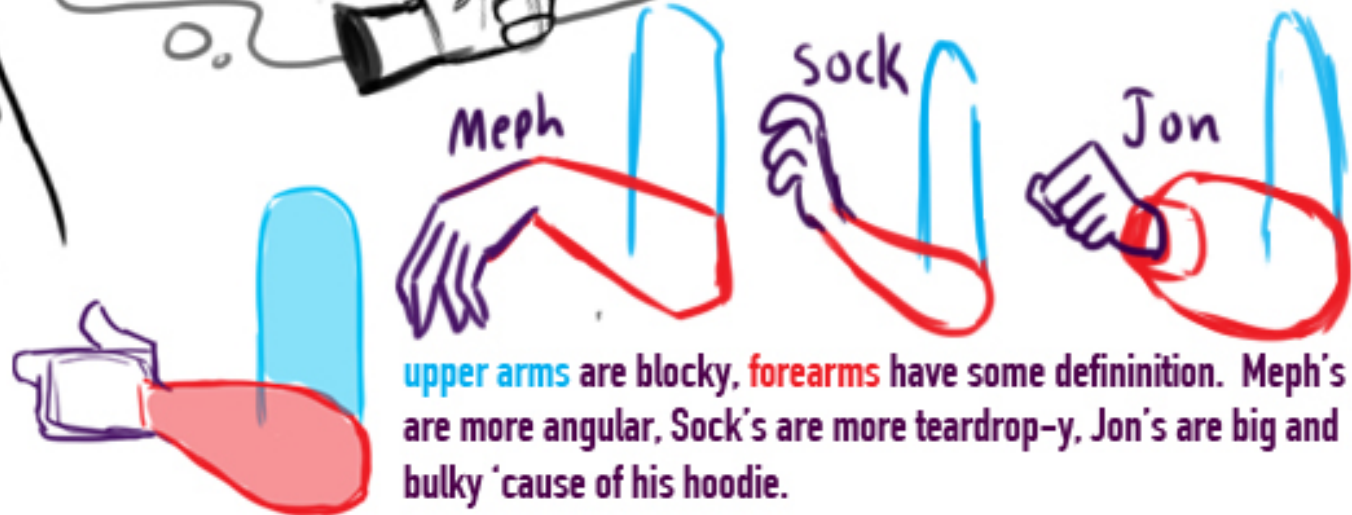 Meph
Sock
Jon
upper arms are blocky, forearms have some defininition. Meph's
are more angular, Sock's are more teardrop-y, Jon's are big and
bulky 'cause of his hoodie.